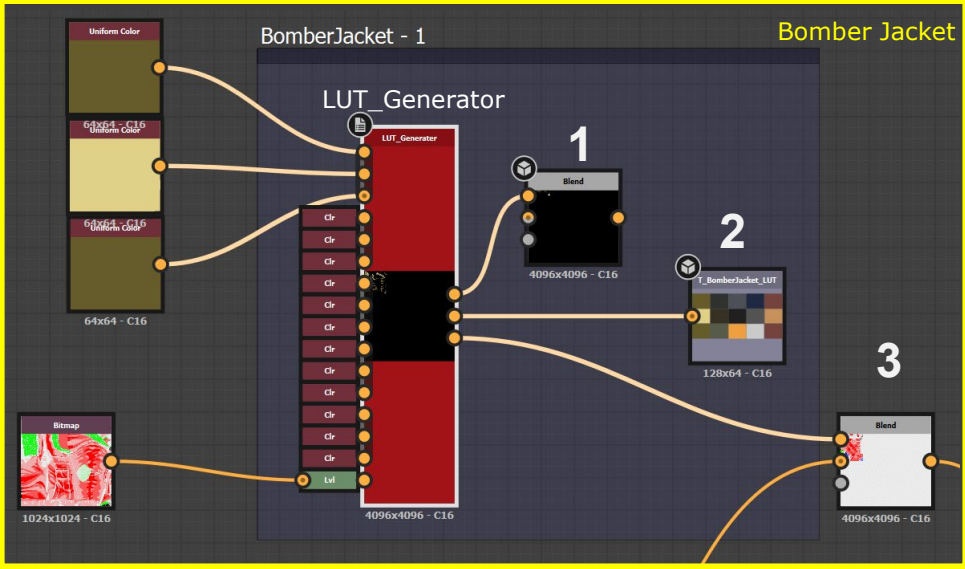 Bomber Jacket
BomberJacket - 1
Uniform Color
64x64 - C16
Uniform Color
64x64 - C16
Uniform Color
64x64 - C16
LUT_Generator
LUT_Generater
Clr
Clr
Clr
Clr
Clr
Clr
Clr
Clr
Clr
Clr
Clr
Clr
Lvl
4096x4096 - C16
1
Blend
4096x4096 - C16
2
T_BomberJacket_LUT
128x64 - C16
3
Blend
4096x4096 - C16
Bitmap
1024x1024 - C16